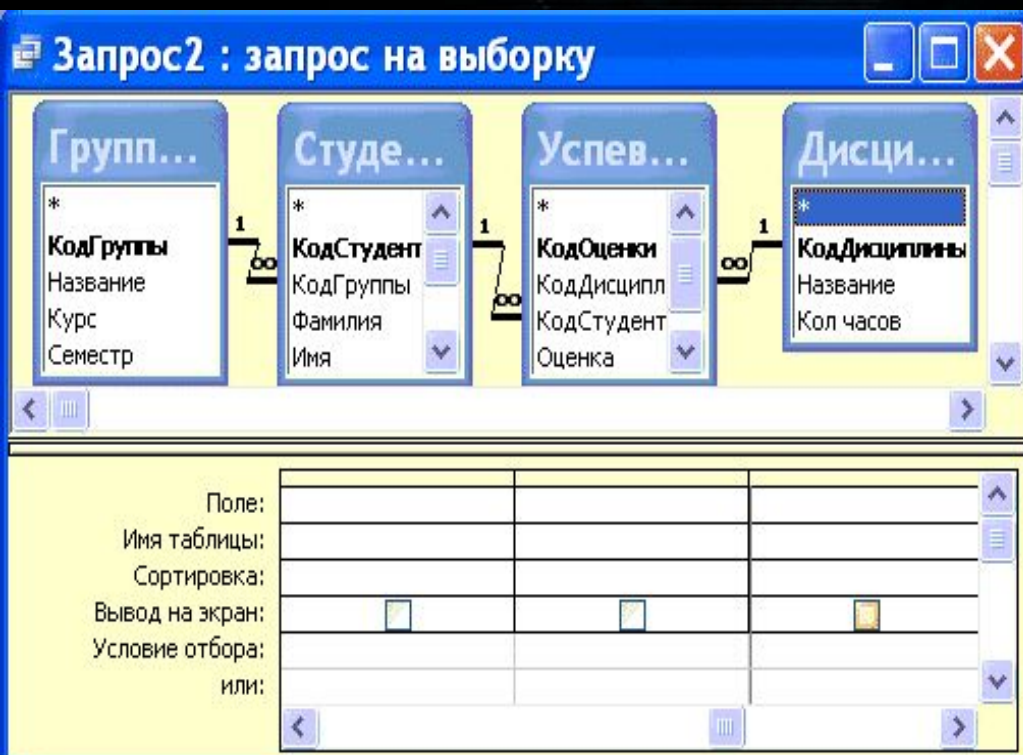 Запрос2 : запрос на выборку
Групп...
*
КодГруппы
Название
Курс
Семестр
1
∞
Студе...
*
КодСтудент
КодГруппы
Фамилия
Имя
1
∞
Успев...
*
КодОценки
КодДисципл
КодСтудент
Оценка
∞
1
Дисци...
*
КодДисциплины
Название
Кол часов
Поле:
Имя таблицы:
Сортировка:
Вывод на экран:
Условие отбора:
или: